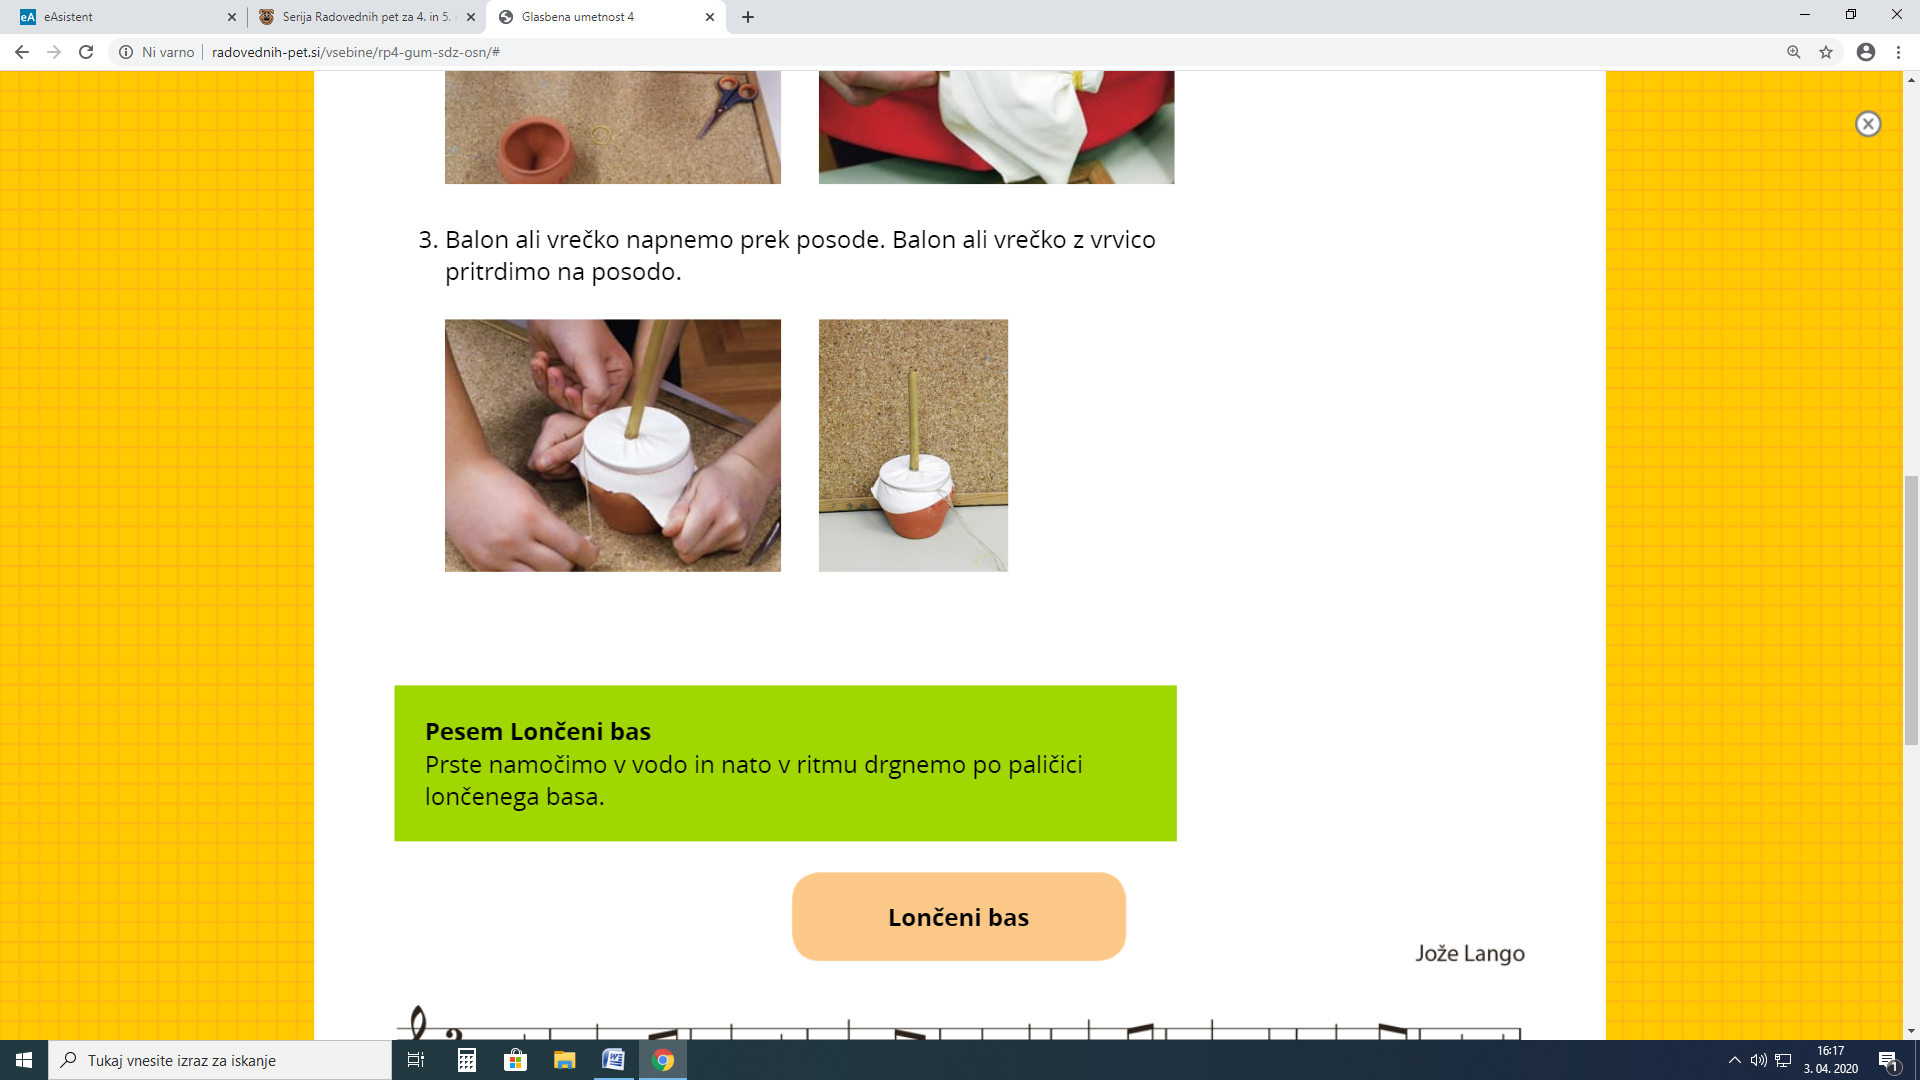 eAsistent
Serija Radovednih pet za 4. in 5.
Glasbena umetnost 4
Ni varno
radovednih-pet.si/vsebine/rp4-gum-sdz-osn/#
3. Balon ali vrečko napnemo prek posode. Balon ali vrečko z vrvico
pritrdimo na posodo.
Pesem Lončeni bas
Prste namočimo v vodo in nato v ritmu drgnemo po paličici
lončenega basa.
Lončeni bas
Jože Lango
Tukaj vnesite izraz za iskanje
16:17
3. 04. 2020
1